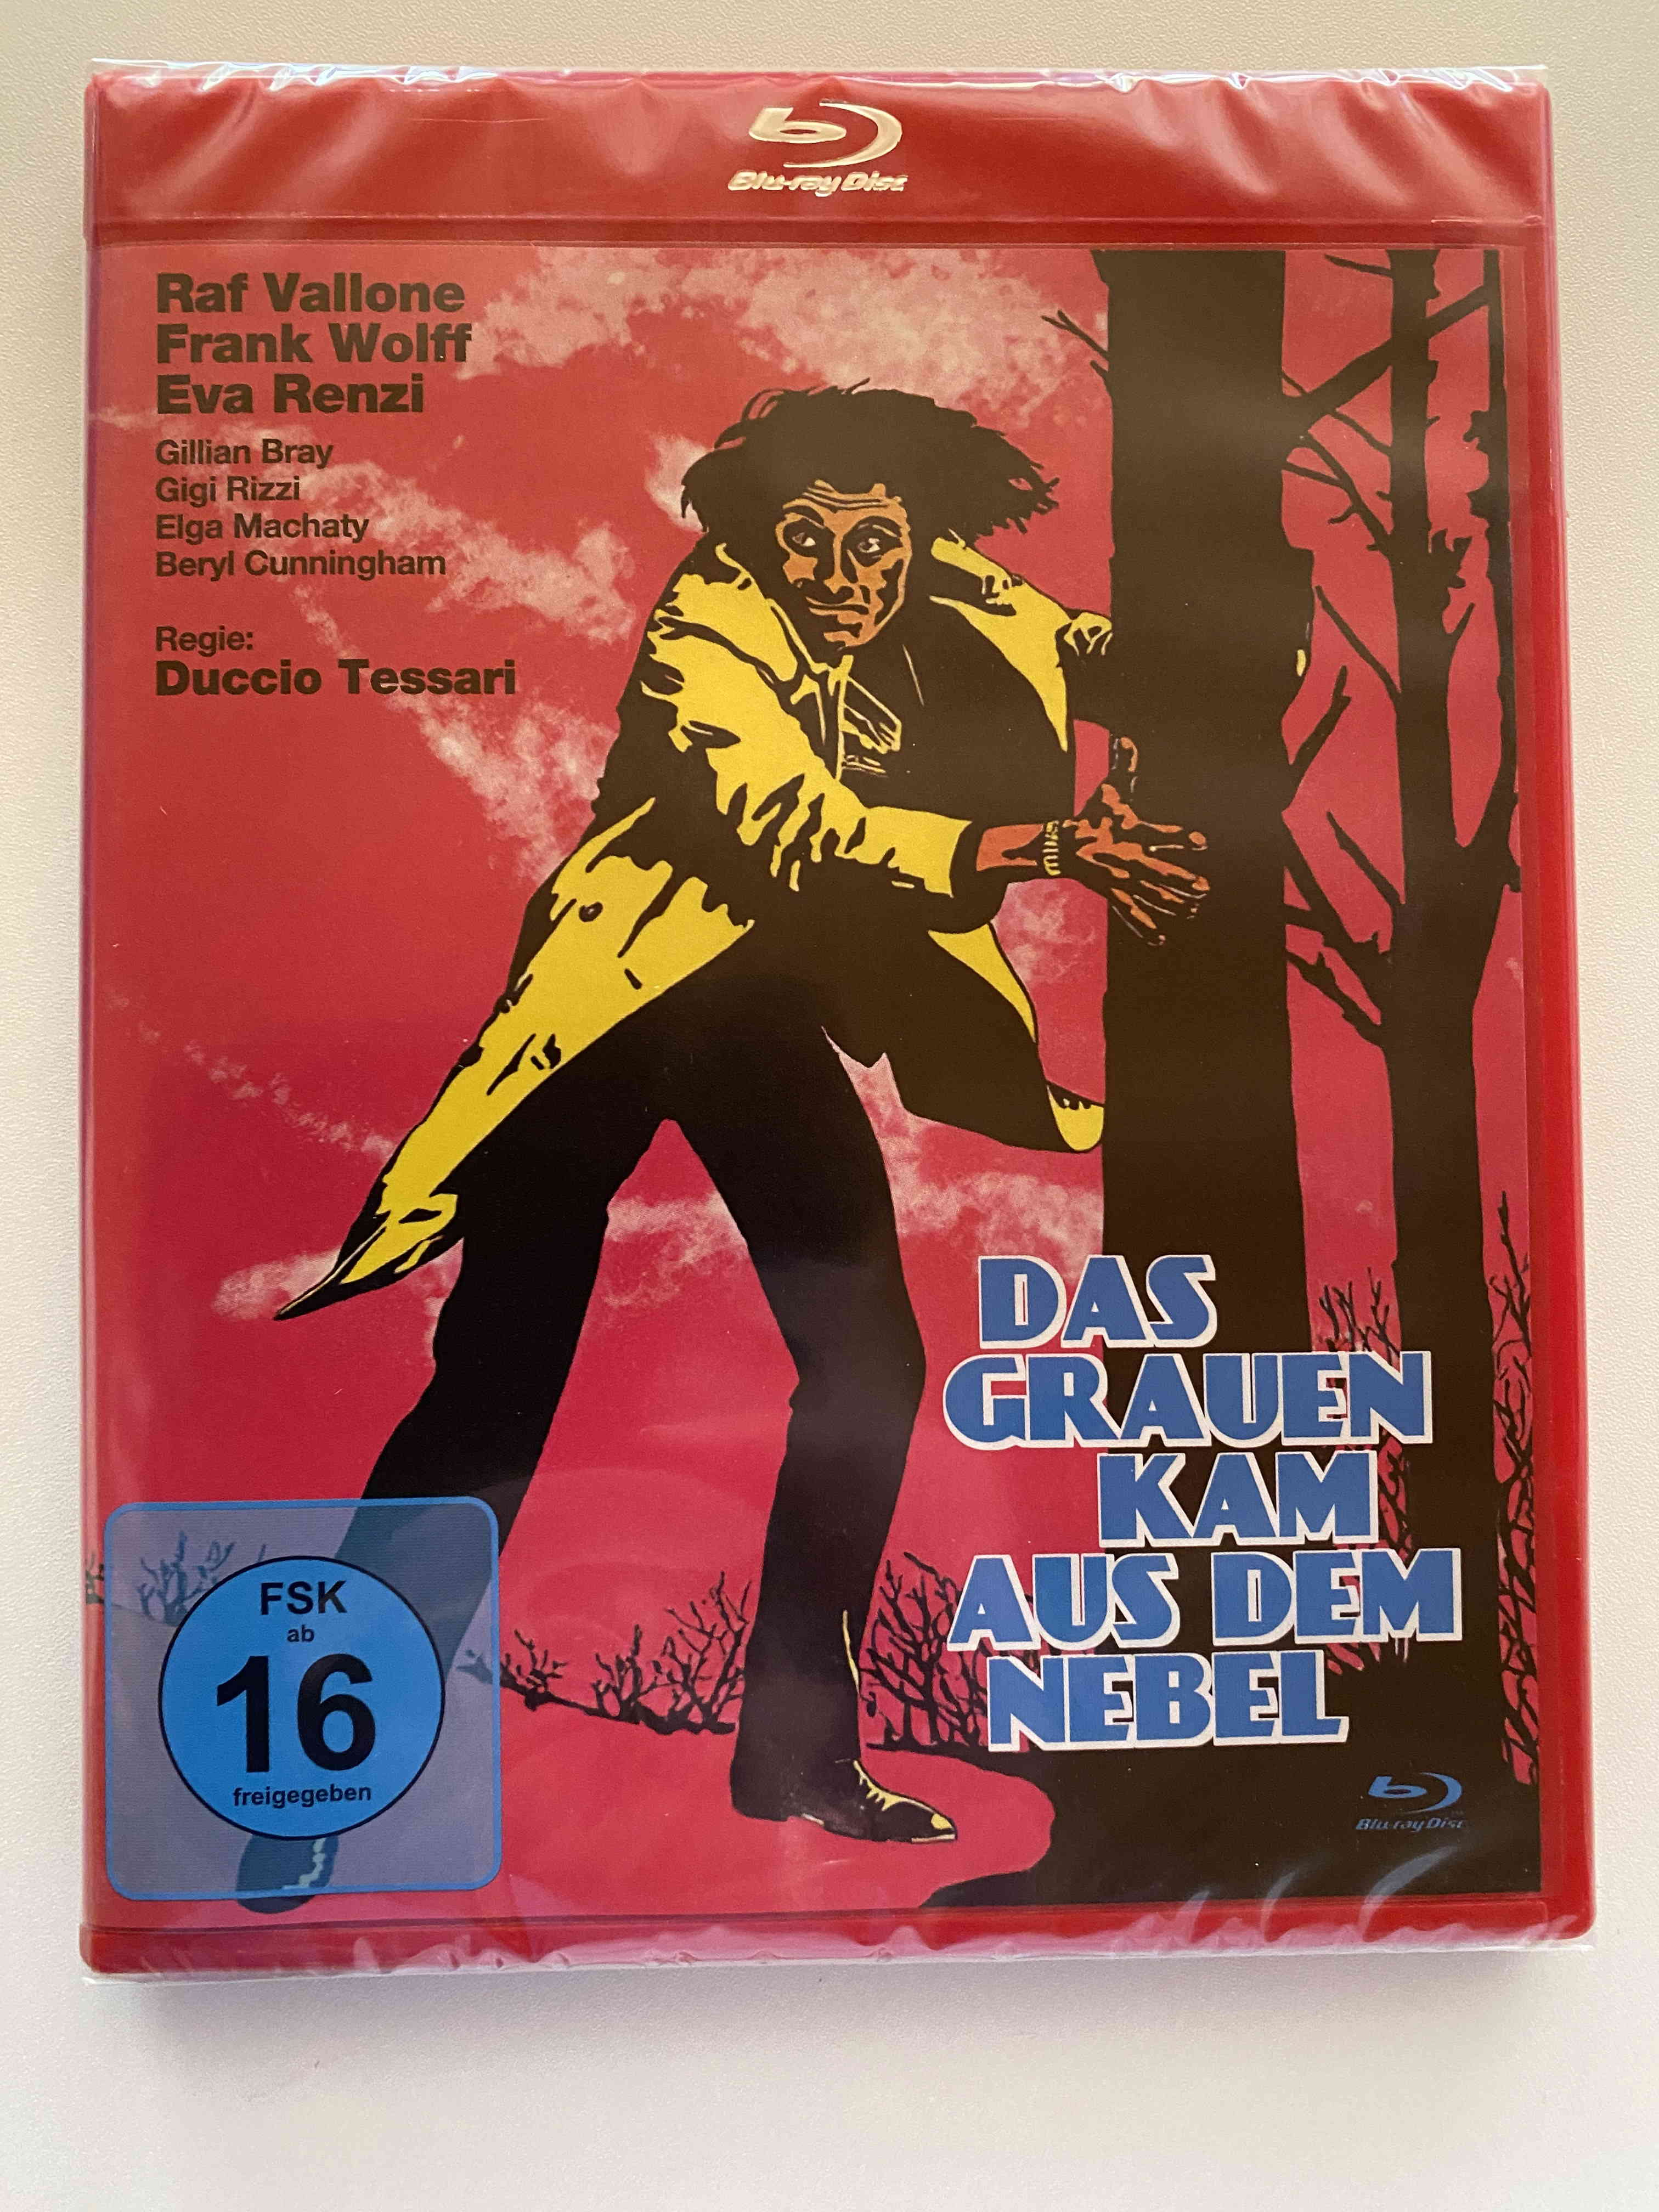 Blu-ray Disc
Raf Vallone
Frank Wolff
Eva Renzi
Gillian Bray
Gigi Rizzi
Elga Machaty
Beryl Cunningham
Regie:
Duccio Tessari
DAS
GRAUEN
KAM
AUS DEM
NEBEL
FSK
ab
16
freigegeben
Blu-ray Disc